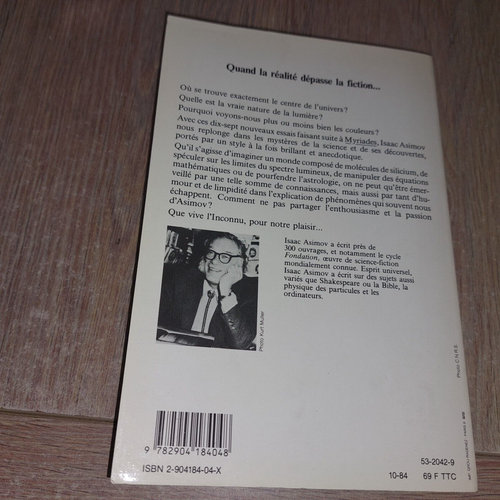 Quand la réalité dépasse la fiction...
Où se trouve exactement le centre de l'univers?
Quelle est la vraie nature de la lumière?
Pourquoi voyons-nous plus ou moins bien les couleurs?
Avec ces dix-sept nouveaux essais faisant suite à Myriades, Isaac Asimov
nous replonge dans les mystères de la science et de ses découvertes,
portés par un style à la fois brillant et anecdotique.
Qu'il s'agisse d'imaginer un monde composé de molécules de silicium, de
spéculer sur les limites du spectre lumineux, de manipuler des équations
mathématiques ou de pourfendre l'astrologie, on ne peut qu'être émer-
veillé par une telle somme de connaissances, mais aussi par tant d'hu-
mour et de limpidité dans l'explication de phénomènes qui souvent nous
échappent. Comment ne pas partager l'enthousiasme et la passion
d'Asimov?
Que vive l'Inconnu, pour notre plaisir...
Isaac Asimov a écrit près de
300 ouvrages, et notamment le cycle
Fondation, œuvre de science-fiction
mondialement connue. Esprit universel,
Isaac Asimov a écrit sur des sujets aussi
variés que Shakespeare ou la Bible, la
physique des particules et les
ordinateurs.
Photo Kurt Muller
Photo C.N.R.S.
9 782904 184048
ISBN 2-904184-04-X
53-2042-9
10-84 69 F TTC